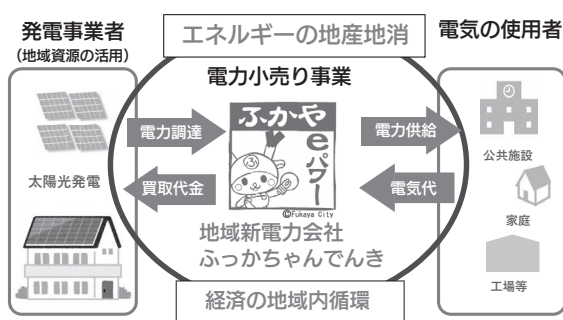 発電事業者
(地域資源の活用)
太陽光発電
エネルギーの地産地消
電力小売り事業
電力調達
買取代金
ふかや
eパワー
ふ
©Fukaya City
地域新電力会社
ふっかちゃんでんき
電力供給
電気代
経済の地域内循環
電気の使用者
公共施設
家庭
工場等